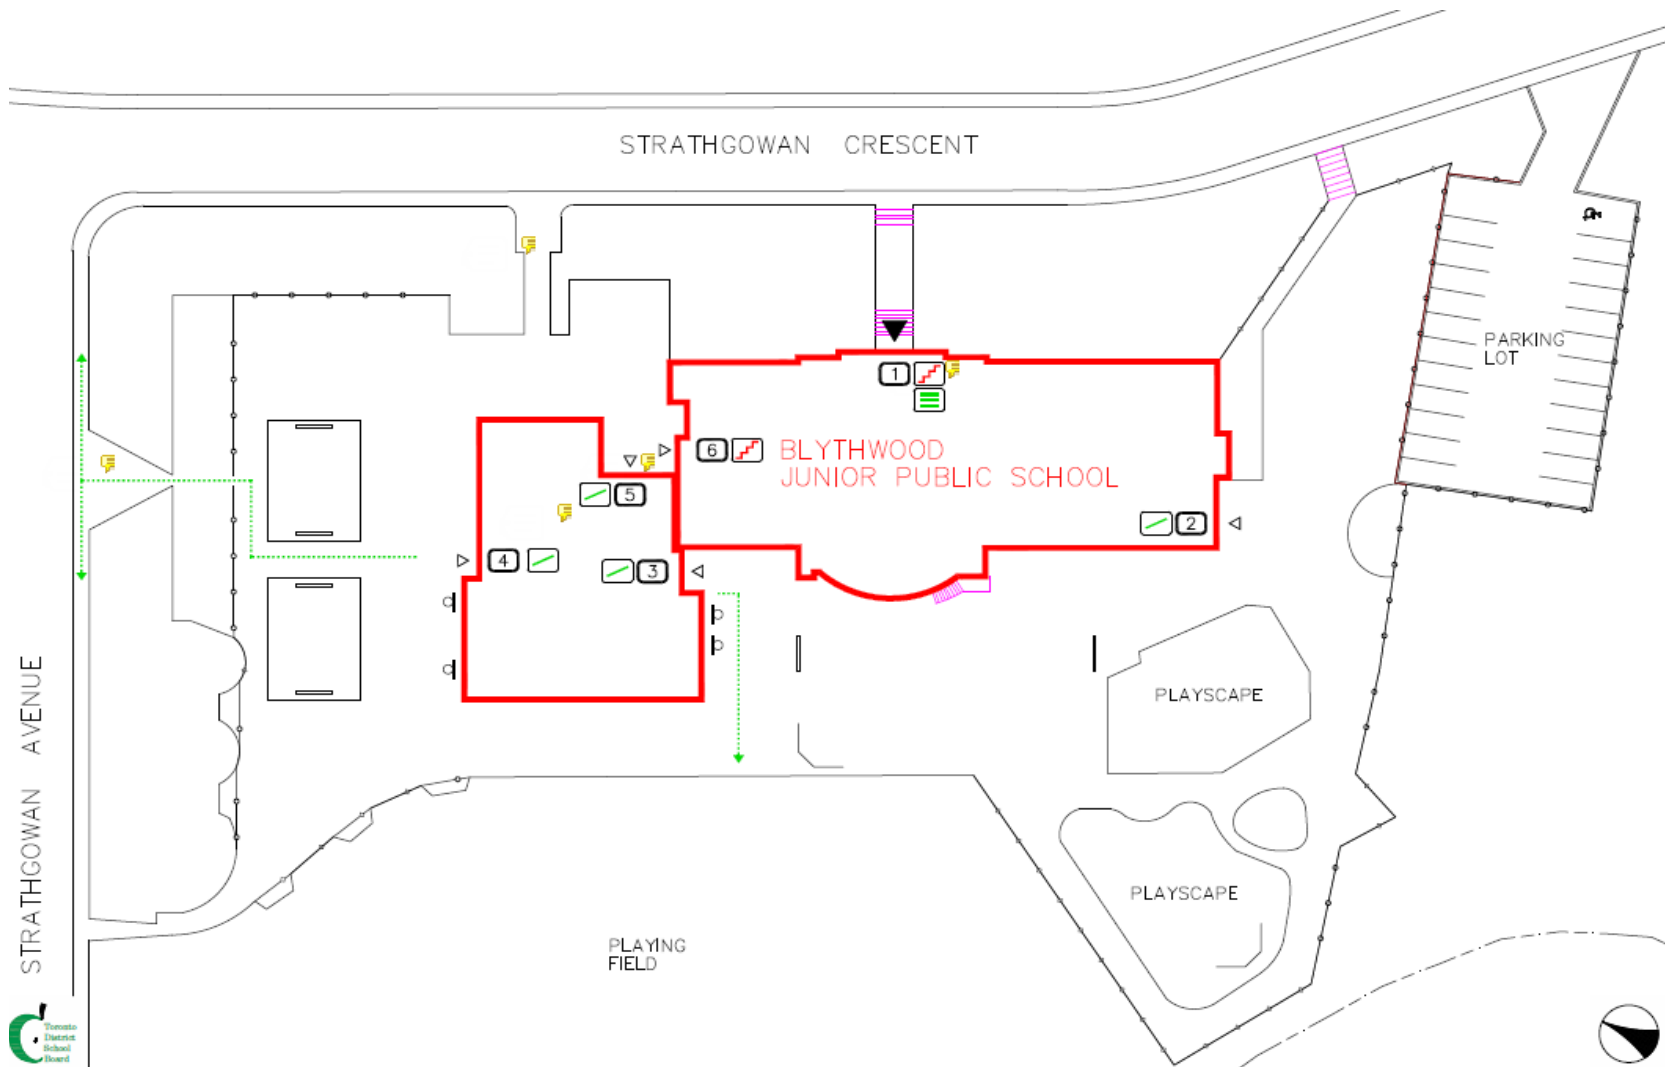 STRATHGOWAN CRESCENT
PARKING
LOT
1
6
BLYTHWOOD
JUNIOR PUBLIC SCHOOL
5
2
4
3
STRATHGOWAN AVENUE
PLAYSCAPE
PLAYSCAPE
PLAYING
FIELD
Toronto
District
School
Board